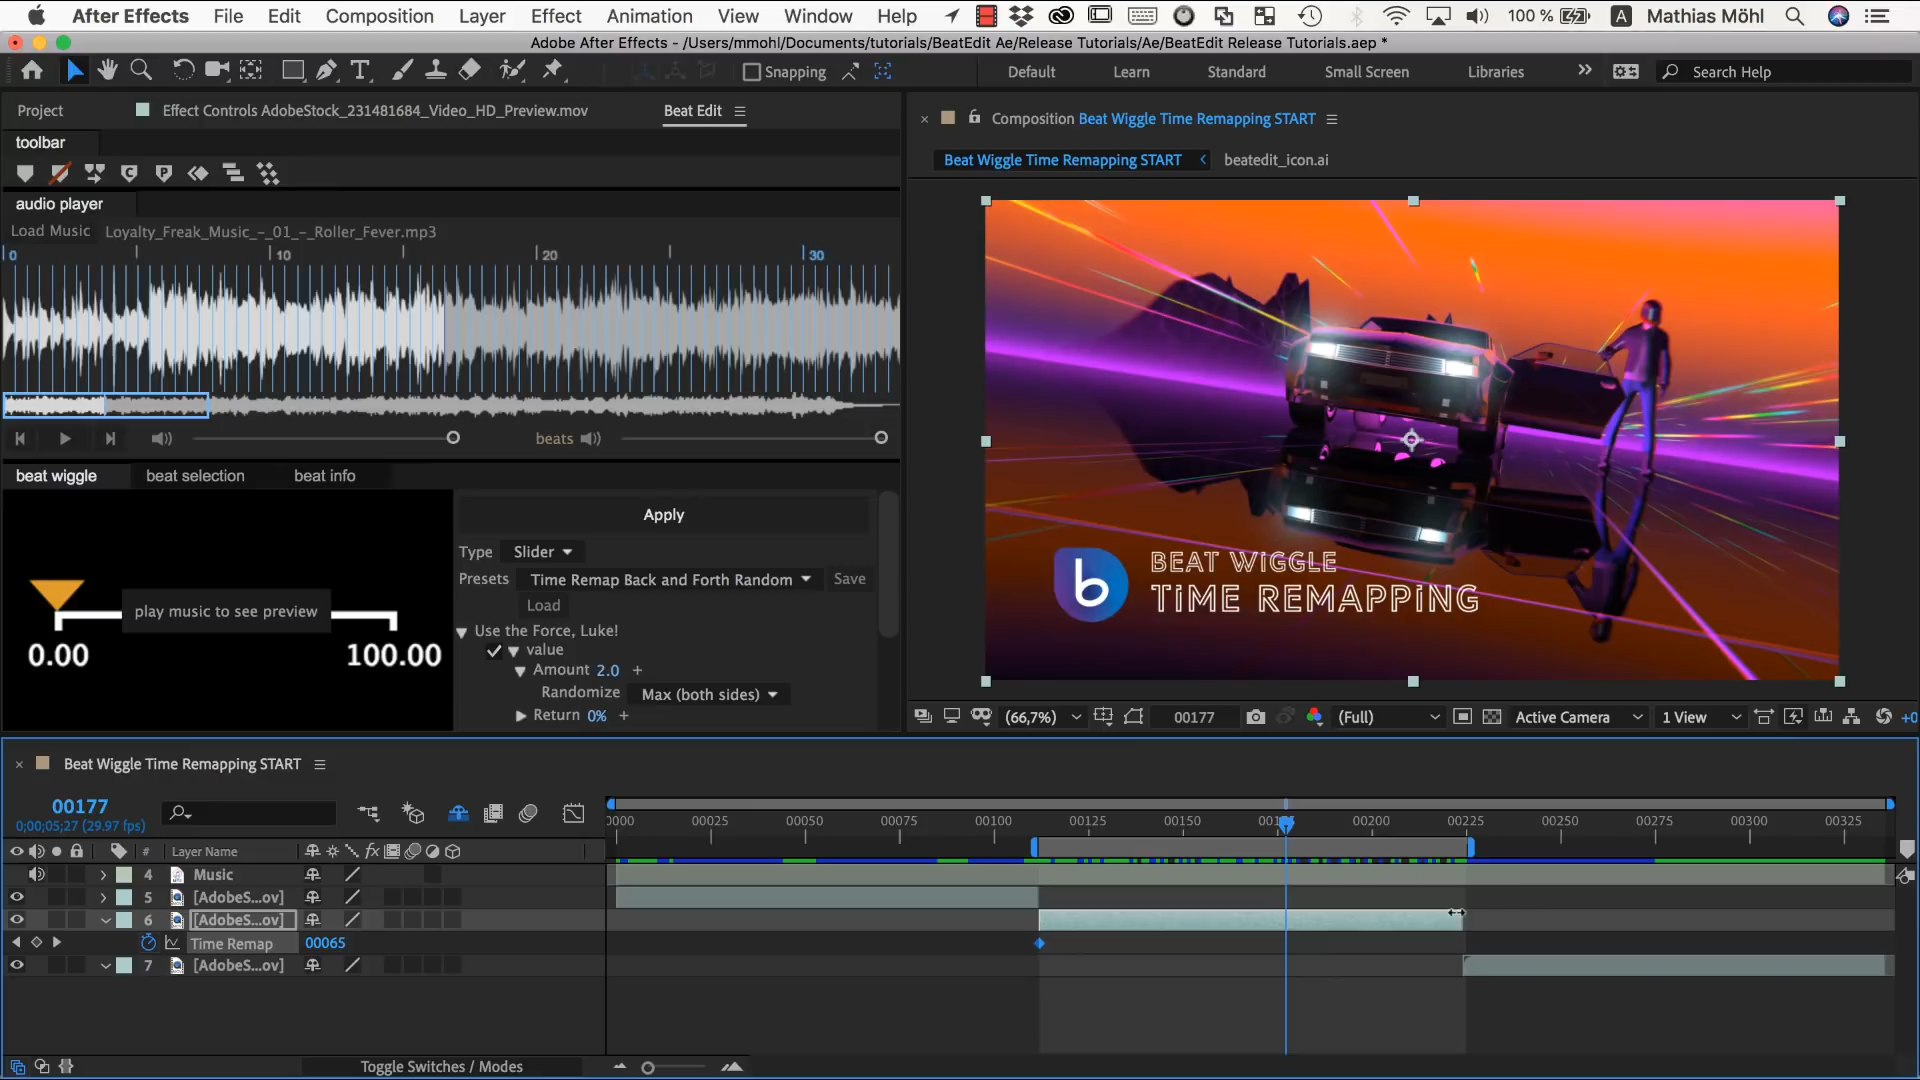 After Effects File Edit Composition Layer Effect Animation View Window Help 100 % A Mathias Möhl
Adobe After Effects - /Users/mmohl/Documents/tutorials/BeatEdit Ae/Release Tutorials/Ae/BeatEdit Release Tutorials.aep *
Snapping Default Learn Standard Small Screen Libraries Search Help
Project Effect Controls AdobeStock_231481684_Video_HD_Preview.mov Beat Edit
Composition Beat Wiggle Time Remapping START
toolbar
Beat Wiggle Time Remapping START beatedit_icon.ai
audio player
Load Music Loyalty_Freak_Music_-_01_-_Roller_Fever.mp3
0 10 20 30
beats
beat wiggle beat selection beat info
Apply
Type Slider
Presets Time Remap Back and Forth Random Save
Load
Use the Force, Luke!
value
Amount 2.0 +
Randomize Max (both sides)
Return 0% +
play music to see preview
0.00 100.00
b BEAT WIGGLE
TIME REMAPPING
(66,7%) 00177 (Full) Active Camera 1 View +0
Beat Wiggle Time Remapping START
00177
0;00;05;27 (29.97 fps)
0000 00025 00050 00075 00100 00125 00150 00200 00225 00250 00275 00300 00325
# Layer Name fx
4 Music
5 [AdobeS...ov]
6 [AdobeS...ov]
Time Remap 00065
7 [AdobeS...ov]
Toggle Switches / Modes